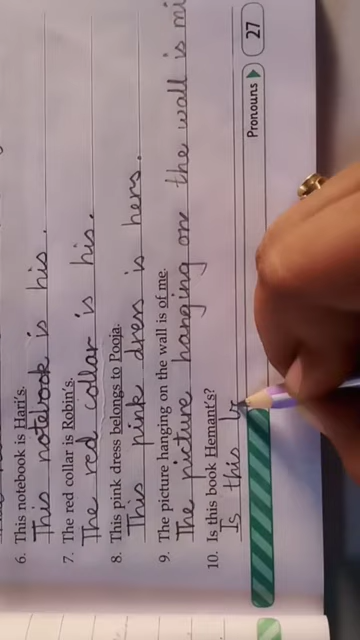 6. This notebook is Hari's.
This notebook is his.
7. The red collar is Robin's.
The red collar is his.
8. This pink dress belongs to Pooja.
This pink dress is hers.
9. The picture hanging on the wall is of me.
The picture hanging on the wall is mi
10. Is this book Hemant's?
Is this
Pronouns 27